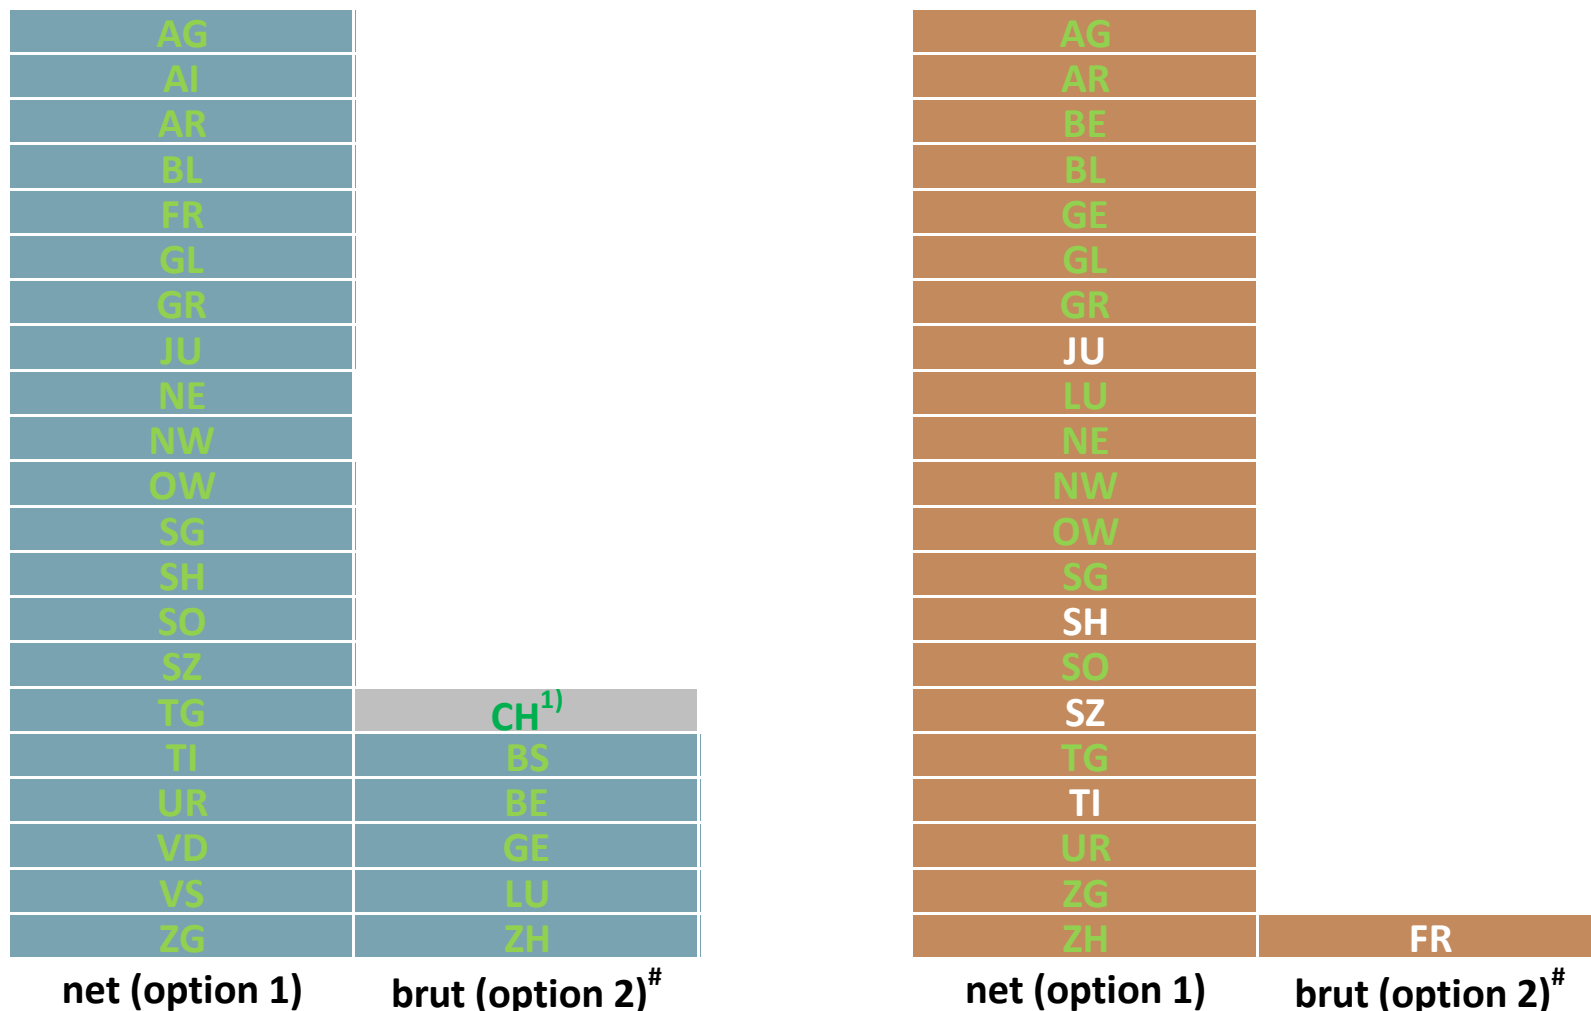 AG
AI
AR
BL
FR
GL
GR
JU
NE
NW
OW
SG
SH
SO
SZ
TG
TI
UR
VD
VS
ZG
net (option 1)
CH1)
BS
BE
GE
LU
ZH
brut (option 2)#
AG
AR
BE
BL
GE
GL
GR
JU
LU
NE
NW
OW
SG
SH
SO
SZ
TG
TI
UR
ZG
ZH
net (option 1)
FR
brut (option 2)#